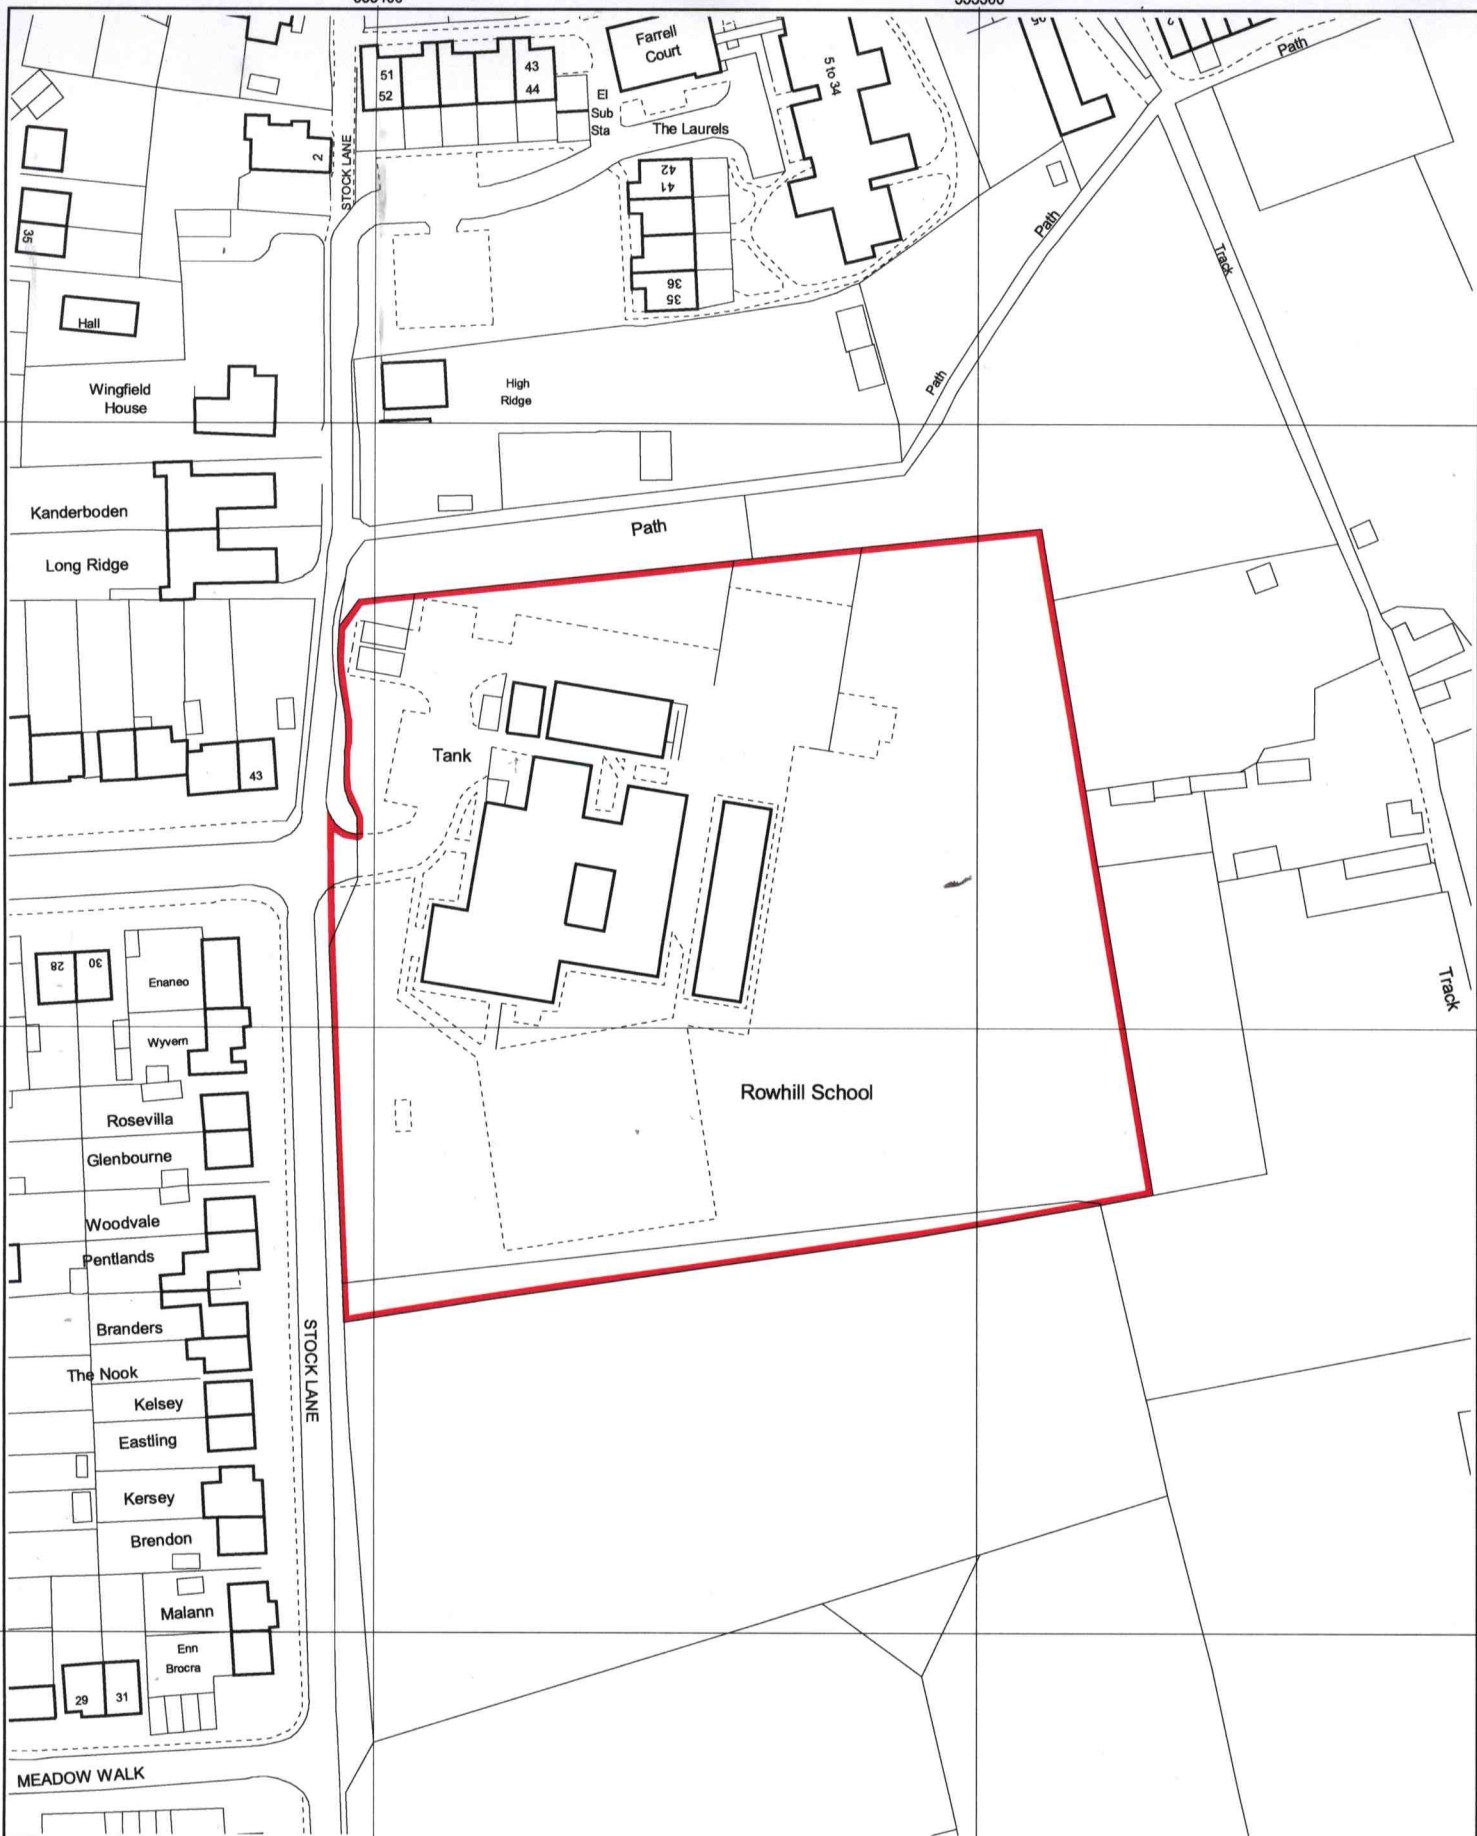 Farrell
Court
5 to 34
Path
51
52
43
44
El
Sub
Sta
The Laurels
STOCK LANE
2
42
41
36
35
35
Hall
Path
Track
Wingfield
House
High
Ridge
Path
Kanderboden
Long Ridge
Path
Tank
43
28
30
Enaneo
Wyvern
Track
Rowhill School
Rosevilla
Glenbourne
Woodvale
Pentlands
Branders
The Nook
STOCK LANE
Kelsey
Eastling
Kersey
Brendon
Malann
Enn
Brocra
29
31
MEADOW WALK